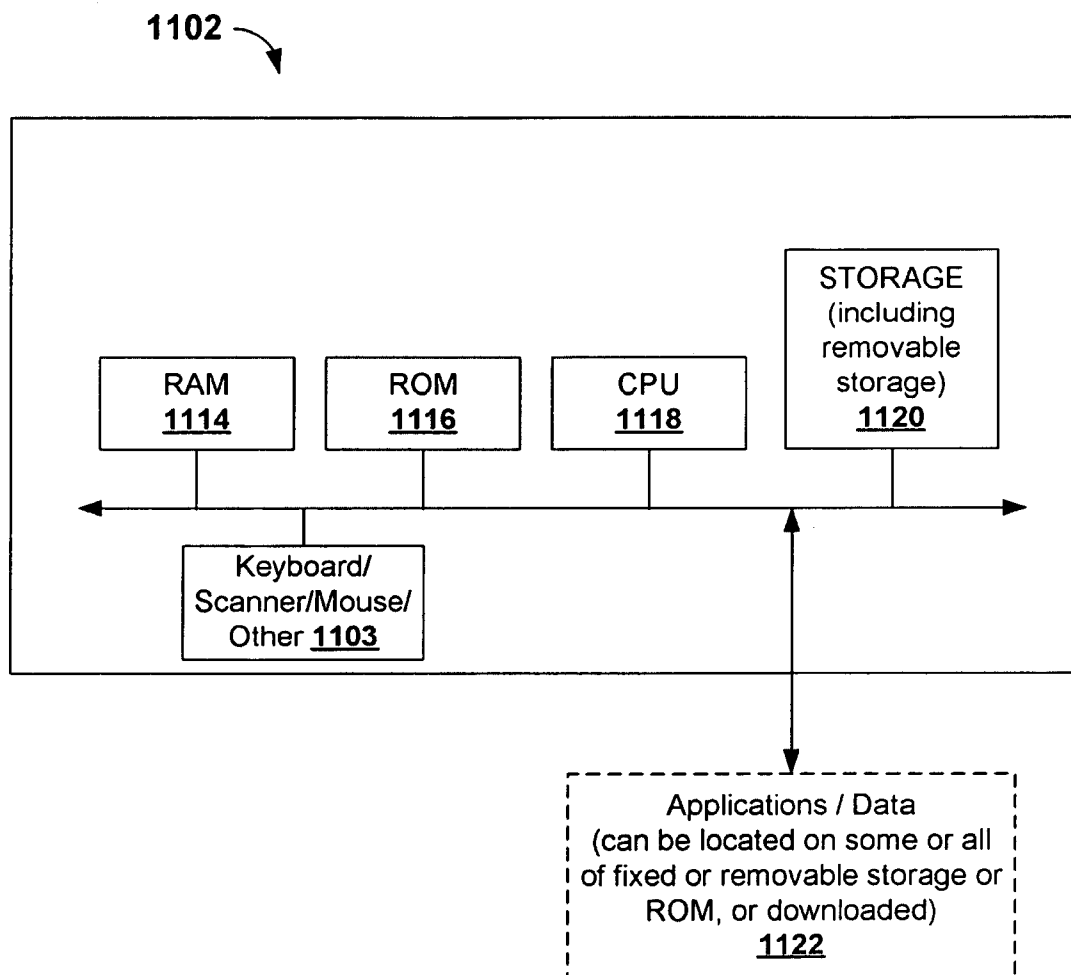 1102
STORAGE
(including
removable
storage)
1120
RAM
1114
ROM
1116
CPU
1118
Keyboard/
Scanner/Mouse/
Other 1103
Applications / Data
(can be located on some or all
of fixed or removable storage or
ROM, or downloaded)
1122